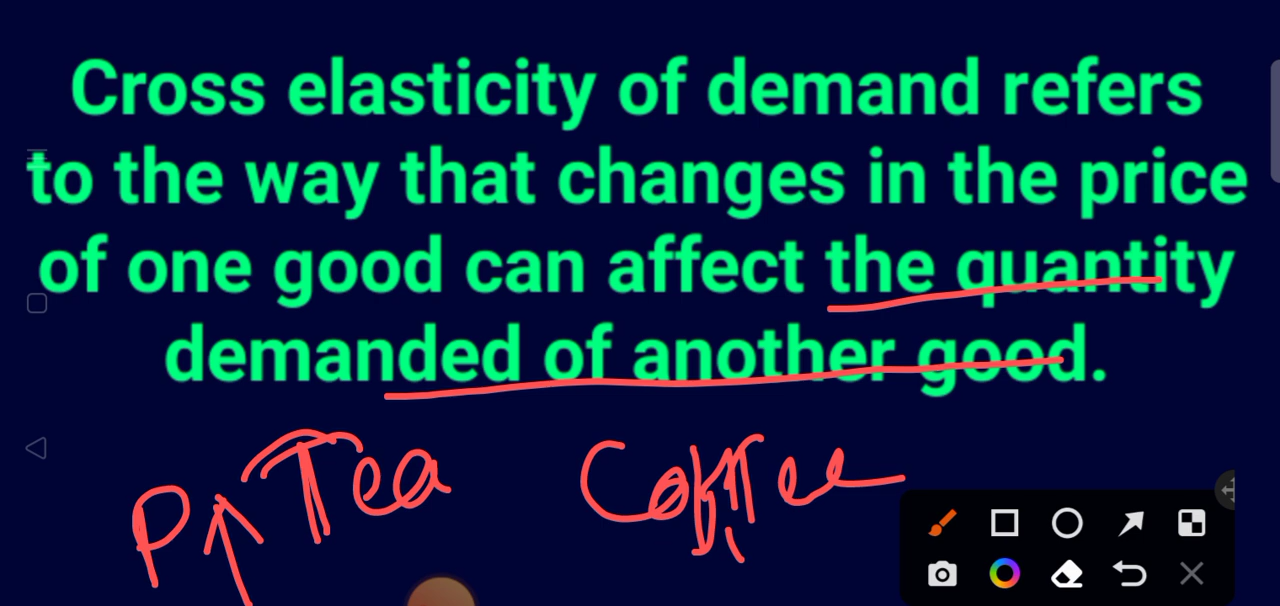 Cross elasticity of demand refers
to the way that changes in the price
of one good can affect the quantity
demanded of another good.
P↑ Tea Coffee